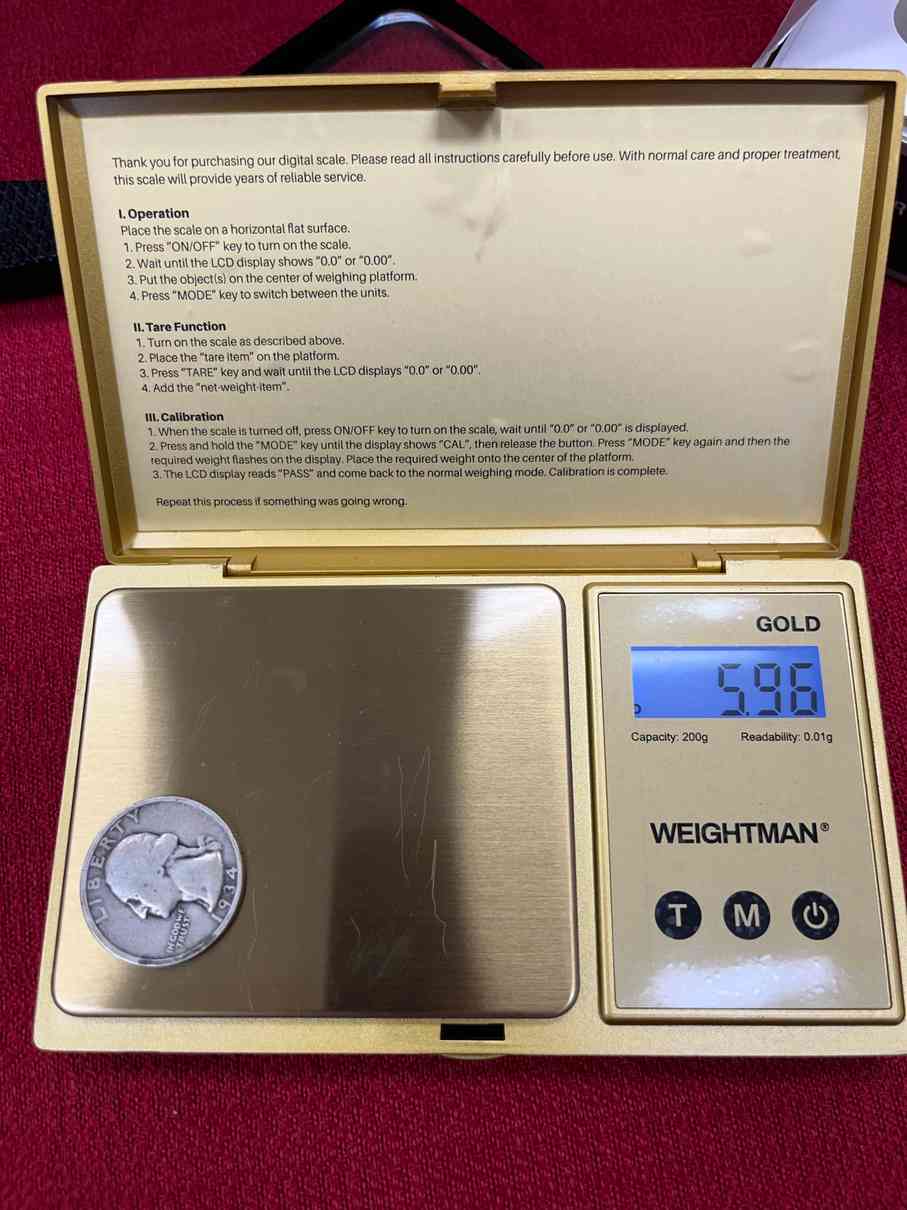 Thank you for purchasing our digital scale. Please read all instructions carefully before use. With normal care and proper treatment,
this scale will provide years of reliable service.
I. Operation
Place the scale on a horizontal flat surface.
1. Press "ON/OFF" key to turn on the scale.
2. Wait until the LCD display shows "0.0" or "0.00".
3. Put the object(s) on the center of weighing platform.
4. Press "MODE" key to switch between the units.
II. Tare Function
1. Turn on the scale as described above.
2. Place the "tare item" on the platform.
3. Press "TARE" key and wait until the LCD displays "0.0" or "0.00".
4. Add the "net-weight-item".
III. Calibration
1. When the scale is turned off, press ON/OFF key to turn on the scale, wait until "0.0" or "0.00" is displayed.
2. Press and hold the "MODE" key until the display shows "CAL", then release the button. Press "MODE" key again and then the
required weight flashes on the display. Place the required weight onto the center of the platform.
3. The LCD display reads "PASS" and come back to the normal weighing mode. Calibration is complete.
Repeat this process if something was going wrong.
GOLD
5.96
Capacity: 200g Readability: 0.01g
WEIGHTMAN®
T M
LIBERTY
IN GOD WE
TRUST
1934